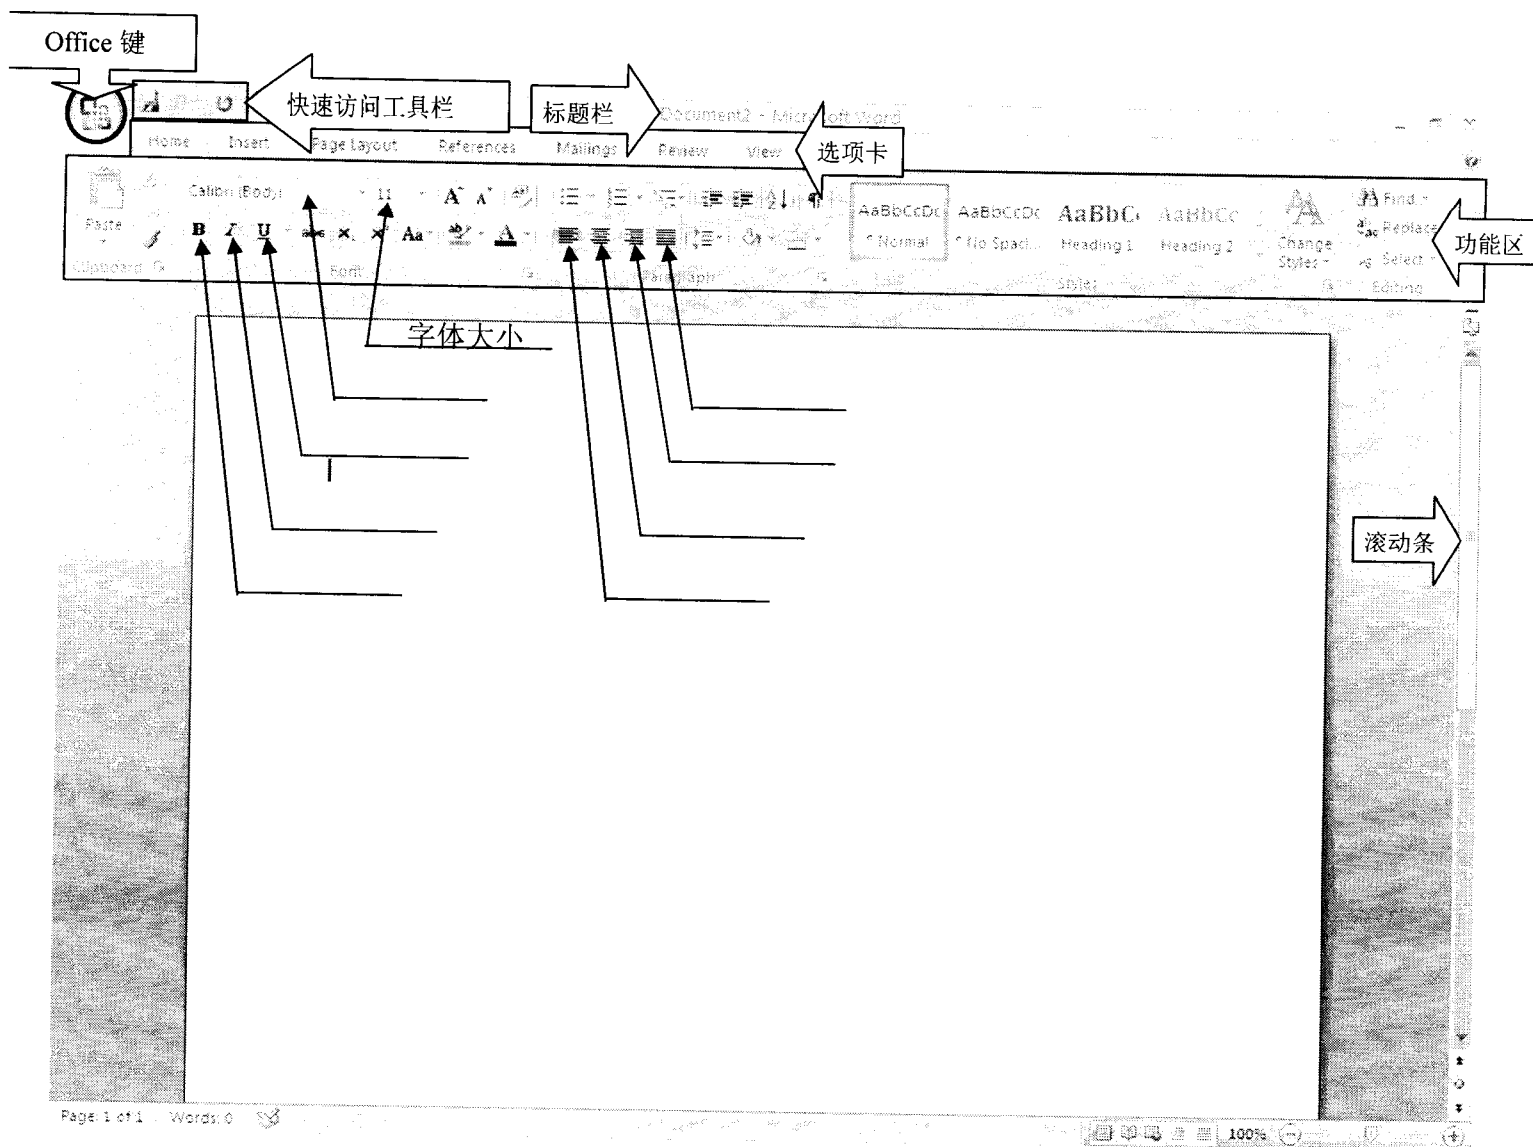 Office 键
快速访问工具栏
标题栏
Document2 - Microsoft Word
Home Insert Page Layout References Mailings Review View
选项卡
Calibri (Body) 11
Paste
B I U abc Aa ab A
AaBbCcDc AaBbCcDc AaBbC AaBbCc
Normal No Spaci... Heading 1 Heading 2
Change
Styles
Find
Replace
Select
功能区
Clipboard Font Paragraph Styles Editing
字体大小
滚动条
Page: 1 of 1 Words: 0
100%